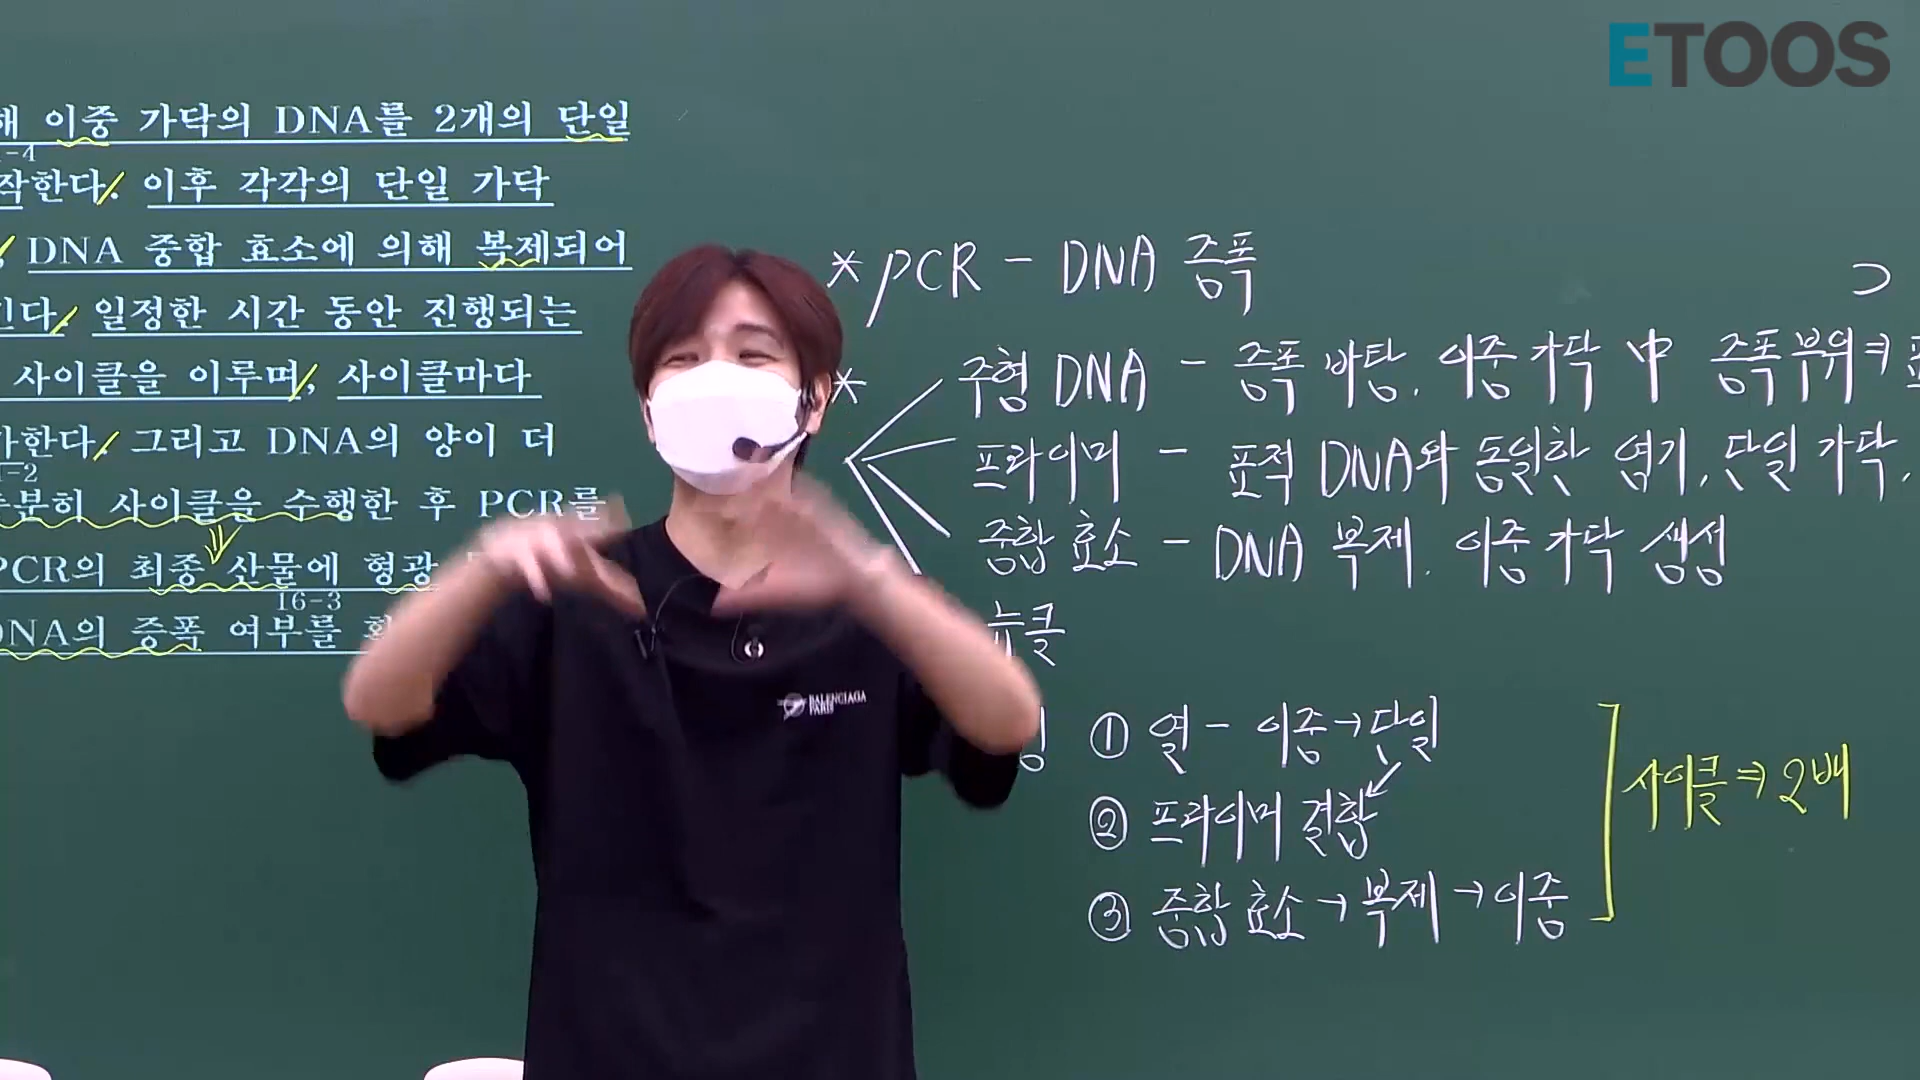 ETOOS
해 이중 가닥의 DNA를 2개의 단일
-4
작한다. 이후 각각의 단일 가닥
, DNA 중합 효소에 의해 복제되어
긴다. 일정한 시간 동안 진행되는
사이클을 이루며, 사이클마다
가한다. 그리고 DNA의 양이 더
-2
충분히 사이클을 수행한 후 PCR를
PCR의 최종 산물에 형광
16-3
DNA의 증폭 여부를
*PCR - DNA 증폭
*
주형 DNA - 증폭 바탕. 이중 가닥 中 증폭부위ㅋ 표
프라이머 - 표적 DNA와 동일한 염기, 단일 가닥,
중합 효소 - DNA 복제. 이중 가닥 생성
뉴클
① 열 - 이중→단일
② 프라이머 결합
③ 중합 효소→복제→이중
사이클 ⇒ 2배